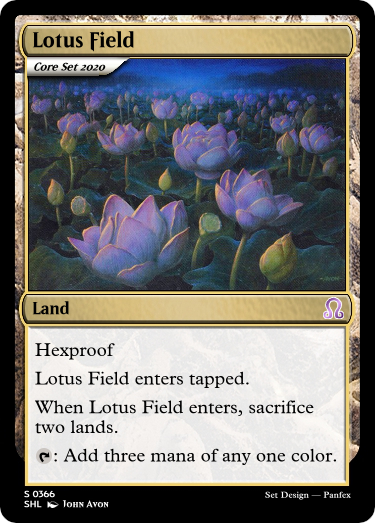 Lotus Field
Core Set 2020
Land
Hexproof
Lotus Field enters tapped.
When Lotus Field enters, sacrifice
two lands.
: Add three mana of any one color.
S 0366
Set Design — Panfex
SHL John Avon